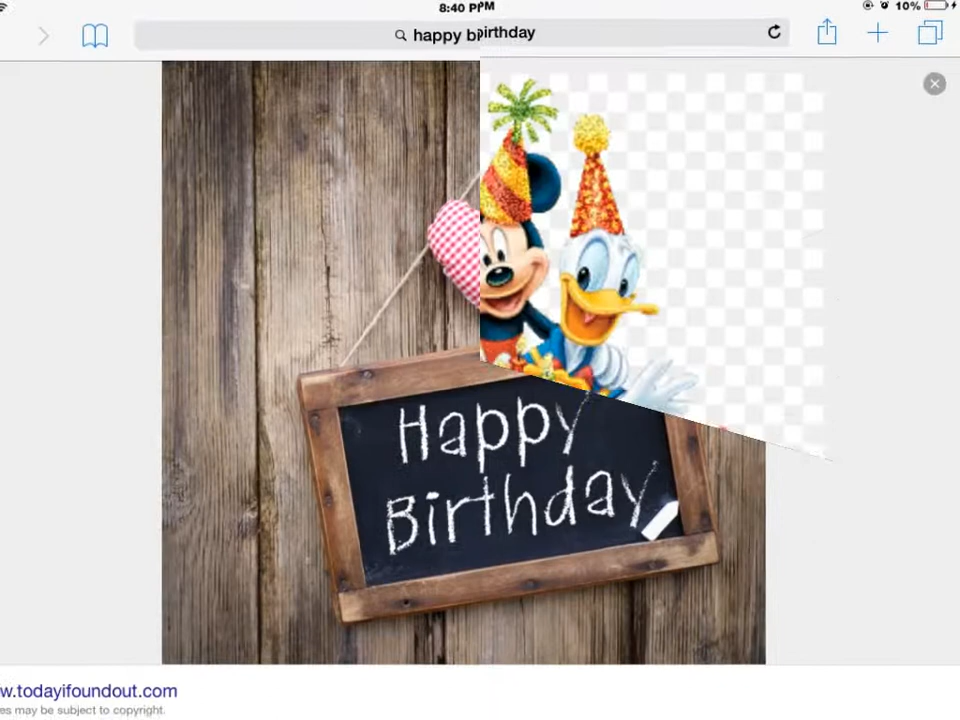 8:40 PM
10%
happy birthday
Happy
Birthday
w.todayifoundout.com
es may be subject to copyright.